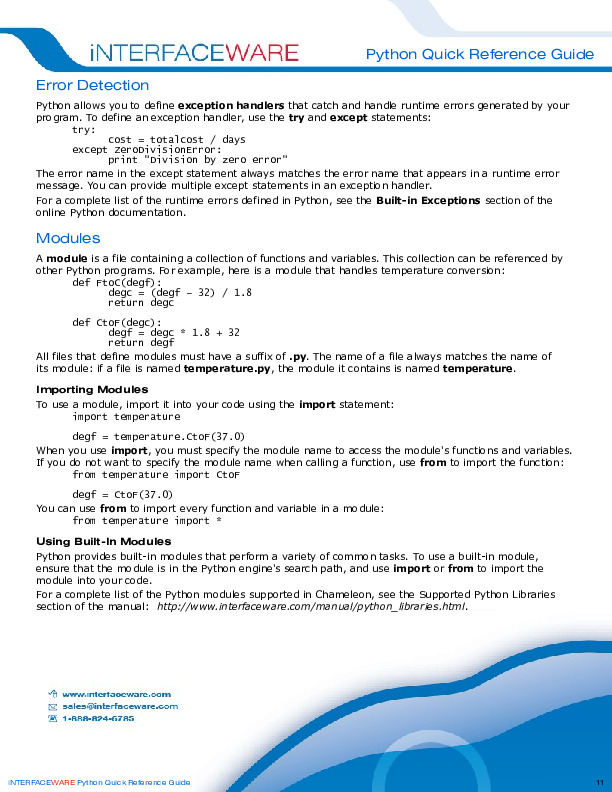 iNTERFACEWARE
Python Quick Reference Guide
Error Detection
Python allows you to define exception handlers that catch and handle runtime errors generated by your
program. To define an exception handler, use the try and except statements:
try:
cost = totalcost / days
except ZeroDivisionError:
print "Division by zero error"
The error name in the except statement always matches the error name that appears in a runtime error
message. You can provide multiple except statements in an exception handler.
For a complete list of the runtime errors defined in Python, see the Built-in Exceptions section of the
online Python documentation.
Modules
A module is a file containing a collection of functions and variables. This collection can be referenced by
other Python programs. For example, here is a module that handles temperature conversion:
def FtoC(degf):
degc = (degf – 32) / 1.8
return degc
def CtoF(degc):
degf = degc * 1.8 + 32
return degf
All files that define modules must have a suffix of .py. The name of a file always matches the name of
its module: if a file is named temperature.py, the module it contains is named temperature.
Importing Modules
To use a module, import it into your code using the import statement:
import temperature
degf = temperature.CtoF(37.0)
When you use import, you must specify the module name to access the module's functions and variables.
If you do not want to specify the module name when calling a function, use from to import the function:
from temperature import CtoF
degf = CtoF(37.0)
You can use from to import every function and variable in a module:
from temperature import *
Using Built-In Modules
Python provides built-in modules that perform a variety of common tasks. To use a built-in module,
ensure that the module is in the Python engine's search path, and use import or from to import the
module into your code.
For a complete list of the Python modules supported in Chameleon, see the Supported Python Libraries
section of the manual: http://www.interfaceware.com/manual/python_libraries.html.
www.interfaceware.com
sales@interfaceware.com
1-888-824-6785
iNTERFACEWARE Python Quick Reference Guide
11